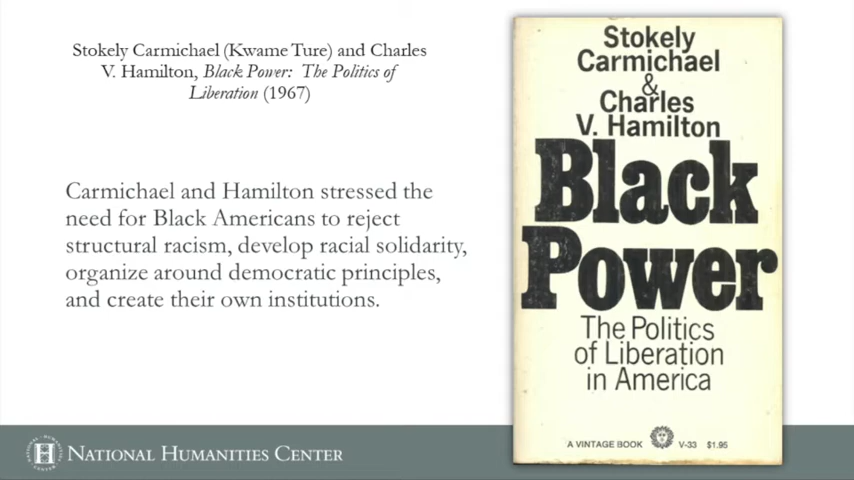 Stokely Carmichael (Kwame Ture) and Charles
V. Hamilton, Black Power: The Politics of
Liberation (1967)
Carmichael and Hamilton stressed the
need for Black Americans to reject
structural racism, develop racial solidarity,
organize around democratic principles,
and create their own institutions.
Stokely
Carmichael
&
Charles
V. Hamilton
Black
Power
The Politics
of Liberation
in America
A VINTAGE BOOK V-33 $1.95
NATIONAL HUMANITIES CENTER